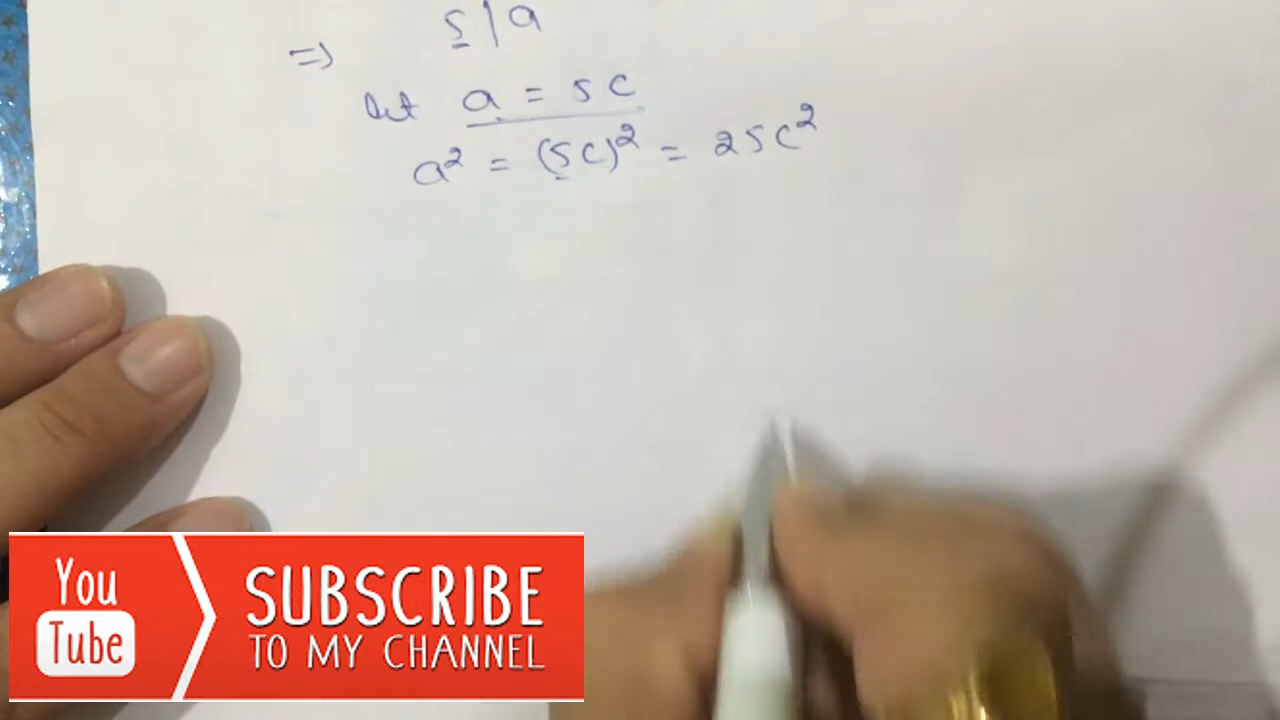 5 | a
=>
let a = 5c
a² = (5c)² = 25c²
You
Tube
SUBSCRIBE
TO MY CHANNEL